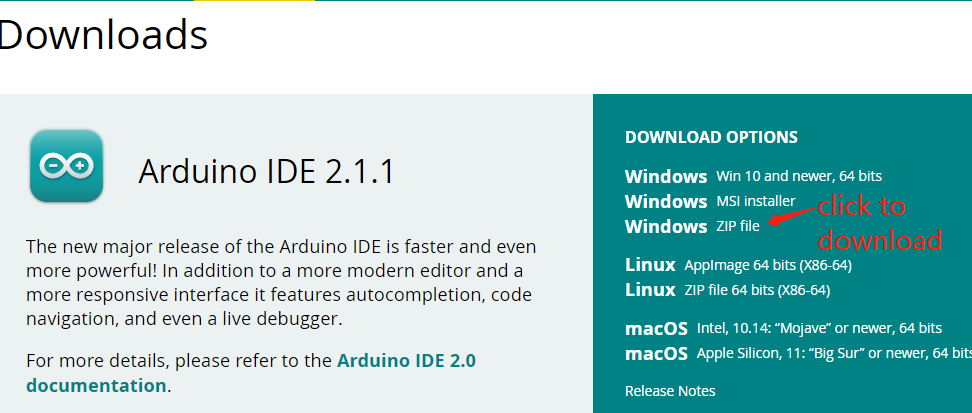 Downloads
Arduino IDE 2.1.1
The new major release of the Arduino IDE is faster and even
more powerful! In addition to a more modern editor and a
more responsive interface it features autocompletion, code
navigation, and even a live debugger.
For more details, please refer to the Arduino IDE 2.0
documentation.
DOWNLOAD OPTIONS
Windows Win 10 and newer, 64 bits
Windows MSI installer
Windows ZIP file
click to
download
Linux AppImage 64 bits (X86-64)
Linux ZIP file 64 bits (X86-64)
macOS Intel, 10.14: “Mojave” or newer, 64 bits
macOS Apple Silicon, 11: “Big Sur” or newer, 64 bits
Release Notes